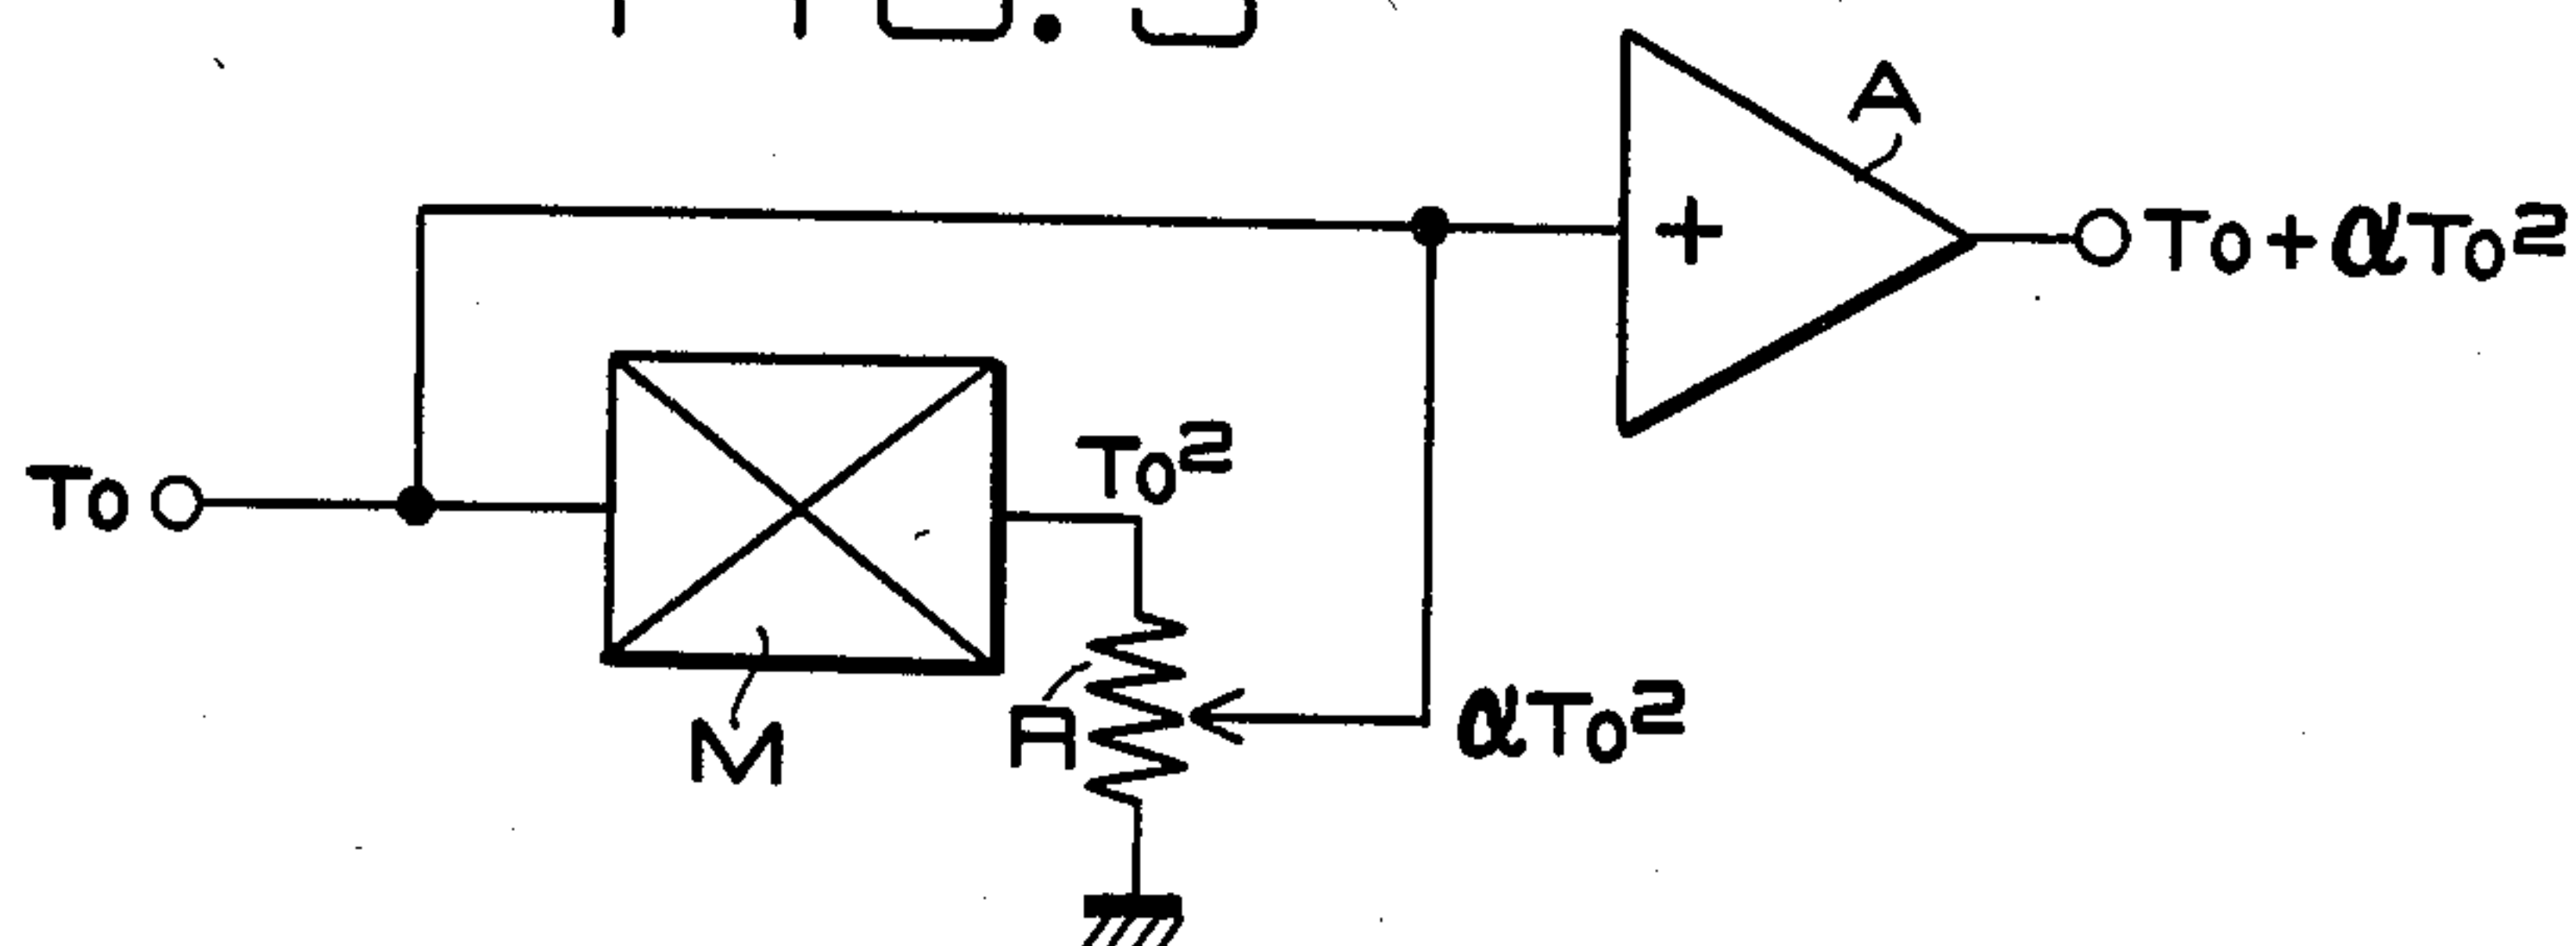 A
+
To + αTo²
To
To²
R
αTo²
M